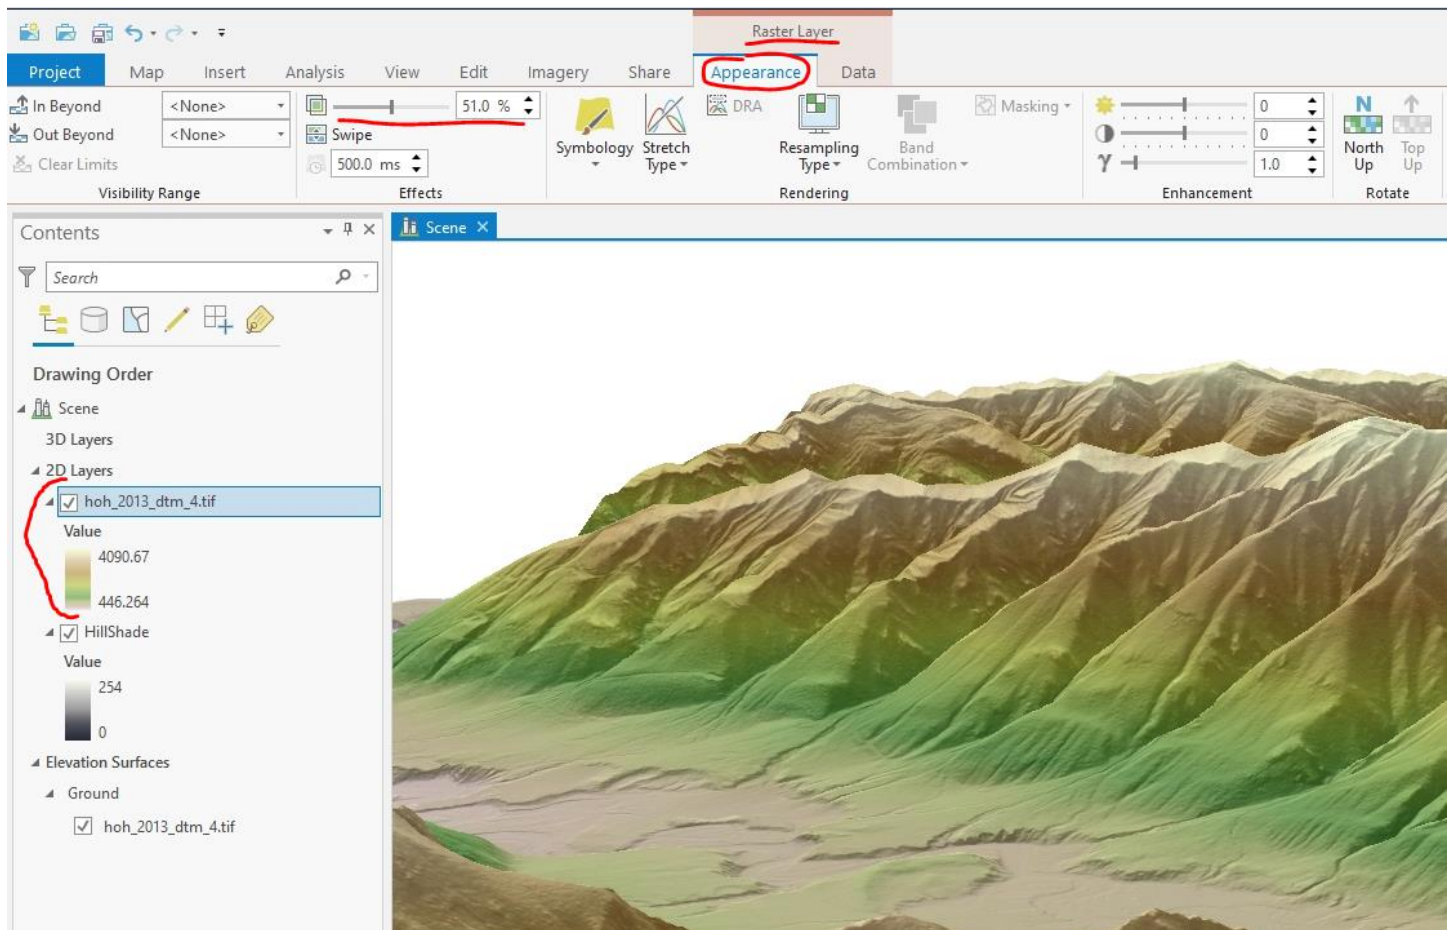 Raster Layer
Project Map Insert Analysis View Edit Imagery Share Appearance Data
In Beyond <None>
Out Beyond <None>
Clear Limits
Visibility Range
51.0 %
Swipe
500.0 ms
Effects
Symbology
Stretch Type
DRA
Resampling Type
Band Combination
Masking
Rendering
0
0
γ 1.0
Enhancement
N
North Up
Top Up
Rotate
Contents
Search
Scene
Drawing Order
Scene
3D Layers
2D Layers
hoh_2013_dtm_4.tif
Value
4090.67
446.264
HillShade
Value
254
0
Elevation Surfaces
Ground
hoh_2013_dtm_4.tif